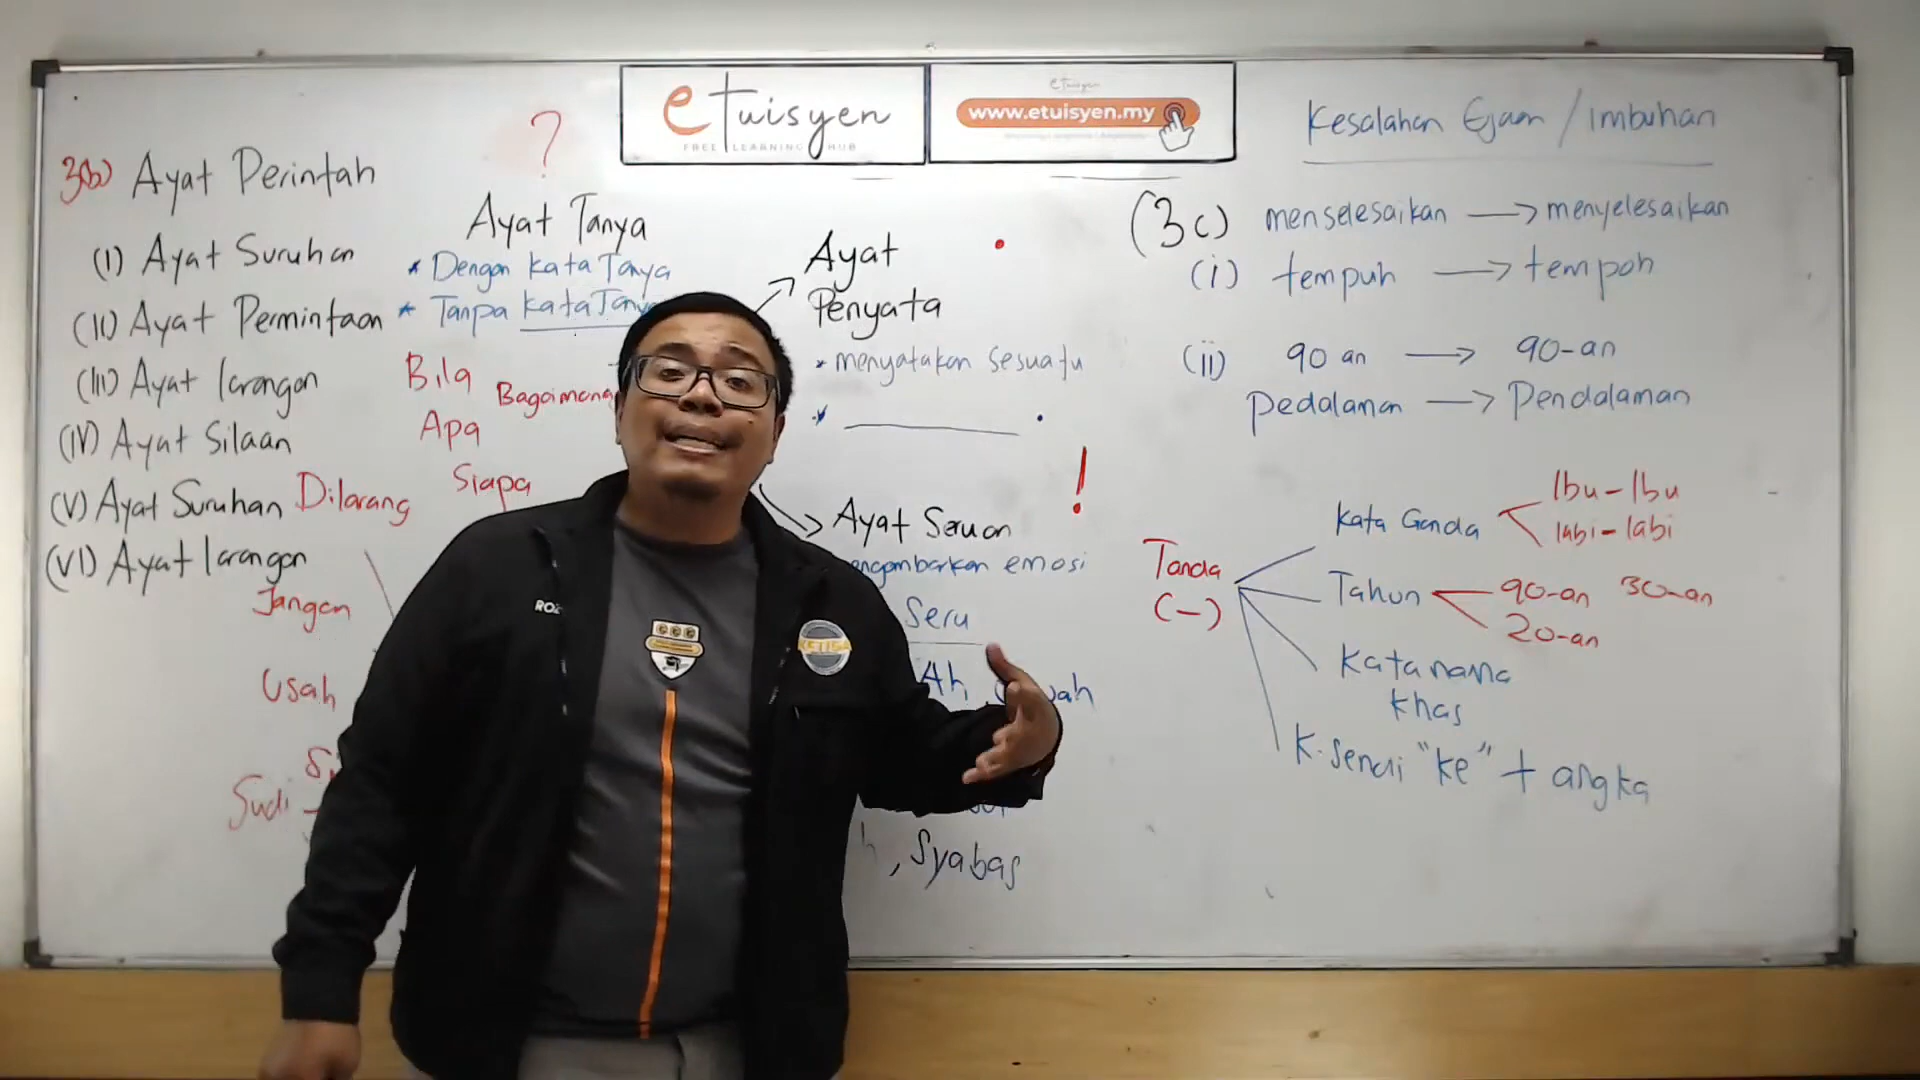 etuisyen
FREE LEARNING HUB
etuisyen
www.etuisyen.my
3(b) Ayat Perintah
(I) Ayat Suruhan
(II) Ayat Permintaan
(III) Ayat larangan
(IV) Ayat Silaan
(V) Ayat Suruhan
(VI) Ayat larangan
Dilarang
Jangan
Usah
Sudi
?
Ayat Tanya
* Dengan kata Tanya
* Tanpa kata Tanya
Bila
Bagaimana
Apa
Siapa
Ayat
Penyata
* menyatakan sesuatu
* ________ .
!
Ayat Seruan
emosi
Seru
Ah,
, Syabas
Kesalahan Ejaan / Imbuhan
(3c) menselesaikan → menyelesaikan
(i) tempuh → tempoh
(ii) 90 an → 90-an
Pedalaman → Pendalaman
Tanda
(-)
Kata Ganda
Ibu-Ibu
labi-labi
Tahun
90-an 30-an
20-an
Kata nama
khas
K. Sendi "ke" + angka
ROZ
KETIGA